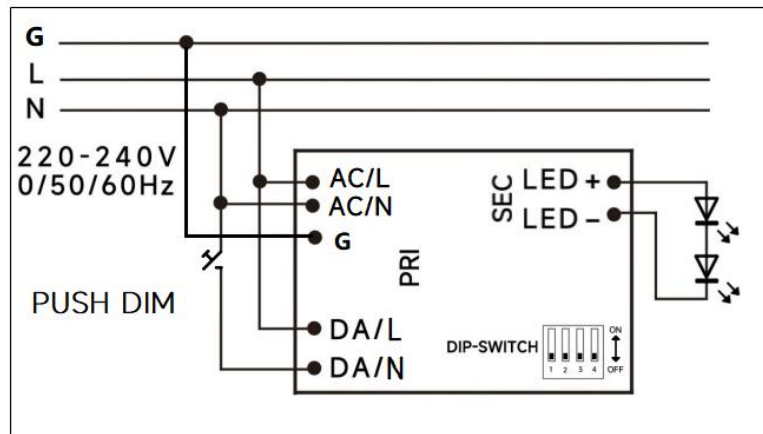 G
L
N
220-240V
0/50/60Hz
PUSH DIM
AC/L
AC/N
G
PRI
DA/L
DA/N
SEC
LED +
LED −
DIP-SWITCH
ON
OFF
1 2 3 4